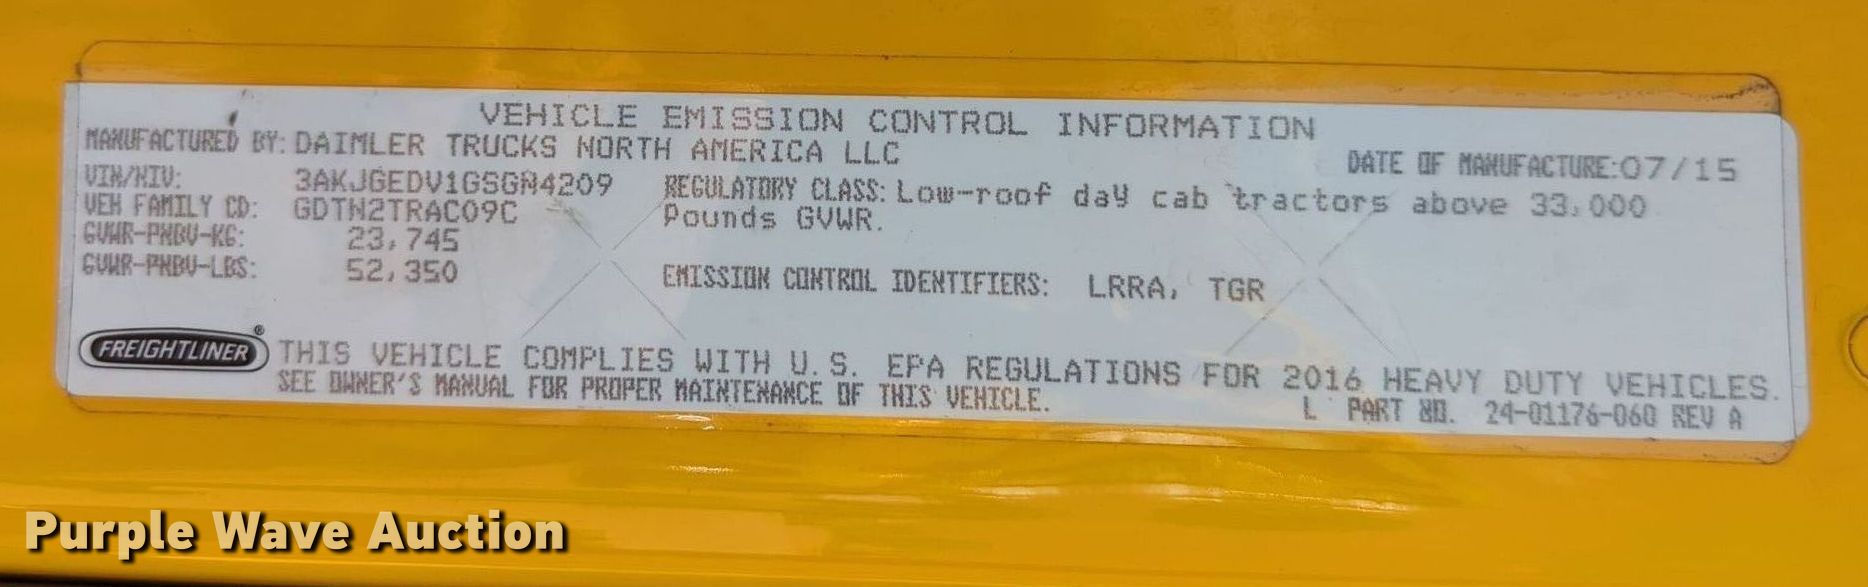 VEHICLE EMISSION CONTROL INFORMATION
MANUFACTURED BY: DAIMLER TRUCKS NORTH AMERICA LLC
DATE OF MANUFACTURE: 07/15
VIN/NIV: 3AKJGEDV1GSGN4209
REGULATORY CLASS: Low-roof day cab tractors above 33,000
VEH FAMILY CD: GDTN2TRAC09C
Pounds GVWR.
GVWR-PNBV-KG: 23,745
GVWR-PNBV-LBS: 52,350
EMISSION CONTROL IDENTIFIERS: LRRA, TGR
FREIGHTLINER®
THIS VEHICLE COMPLIES WITH U.S. EPA REGULATIONS FOR 2016 HEAVY DUTY VEHICLES.
SEE OWNER'S MANUAL FOR PROPER MAINTENANCE OF THIS VEHICLE.
L PART NO. 24-01176-060 REV A
Purple Wave Auction